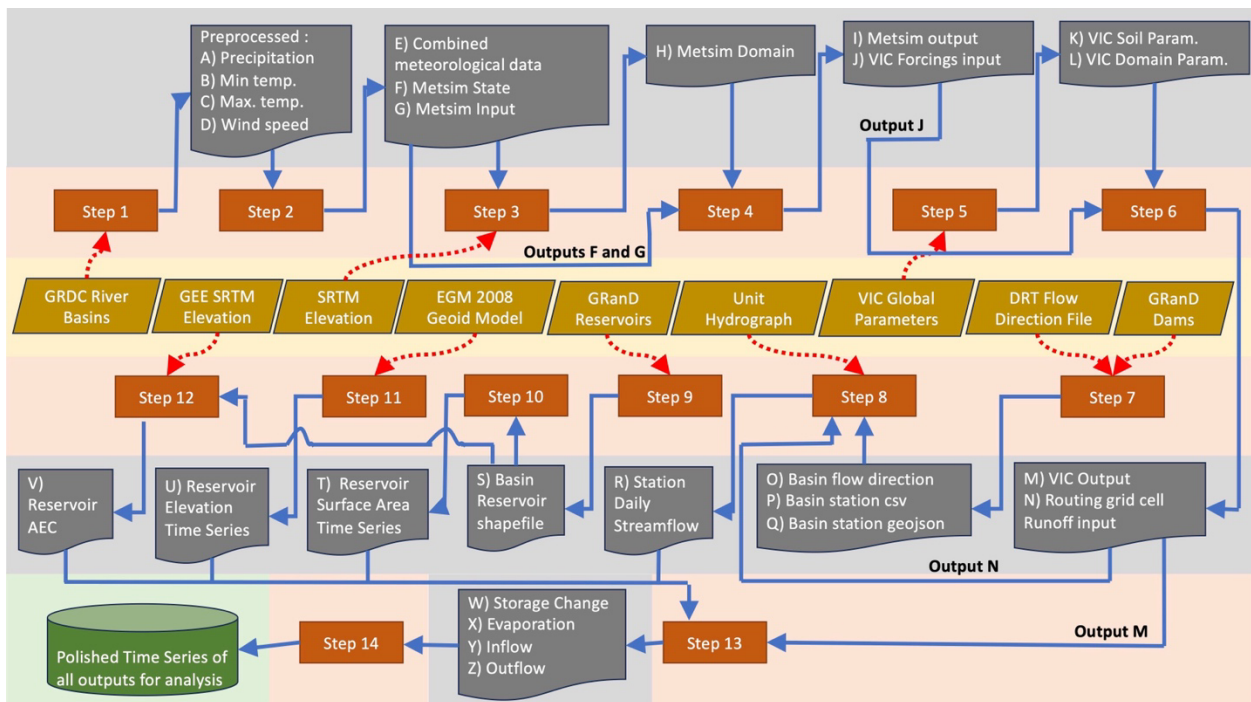 Preprocessed :
A) Precipitation
B) Min temp.
C) Max. temp.
D) Wind speed
E) Combined
meteorological data
F) Metsim State
G) Metsim Input
H) Metsim Domain
I) Metsim output
J) VIC Forcings input
K) VIC Soil Param.
L) VIC Domain Param.
Output J
Step 1
Step 2
Step 3
Step 4
Step 5
Step 6
Outputs F and G
GRDC River
Basins
GEE SRTM
Elevation
SRTM
Elevation
EGM 2008
Geoid Model
GRanD
Reservoirs
Unit
Hydrograph
VIC Global
Parameters
DRT Flow
Direction File
GRanD
Dams
Step 12
Step 11
Step 10
Step 9
Step 8
Step 7
V)
Reservoir
AEC
U) Reservoir
Elevation
Time Series
T) Reservoir
Surface Area
Time Series
S) Basin
Reservoir
shapefile
R) Station
Daily
Streamflow
O) Basin flow direction
P) Basin station csv
Q) Basin station geojson
M) VIC Output
N) Routing grid cell
Runoff input
Output N
Polished Time Series of
all outputs for analysis
Step 14
W) Storage Change
X) Evaporation
Y) Inflow
Z) Outflow
Step 13
Output M